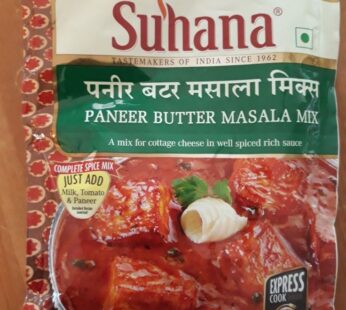 Suhana®
TASTEMAKERS OF INDIA SINCE 1962
पनीर बटर मसाला मिक्स
PANEER BUTTER MASALA MIX
A mix for cottage cheese in well spiced rich sauce
COMPLETE SPICE MIX
JUST ADD
Milk, Tomato
& Paneer
EXPRESS
COOK